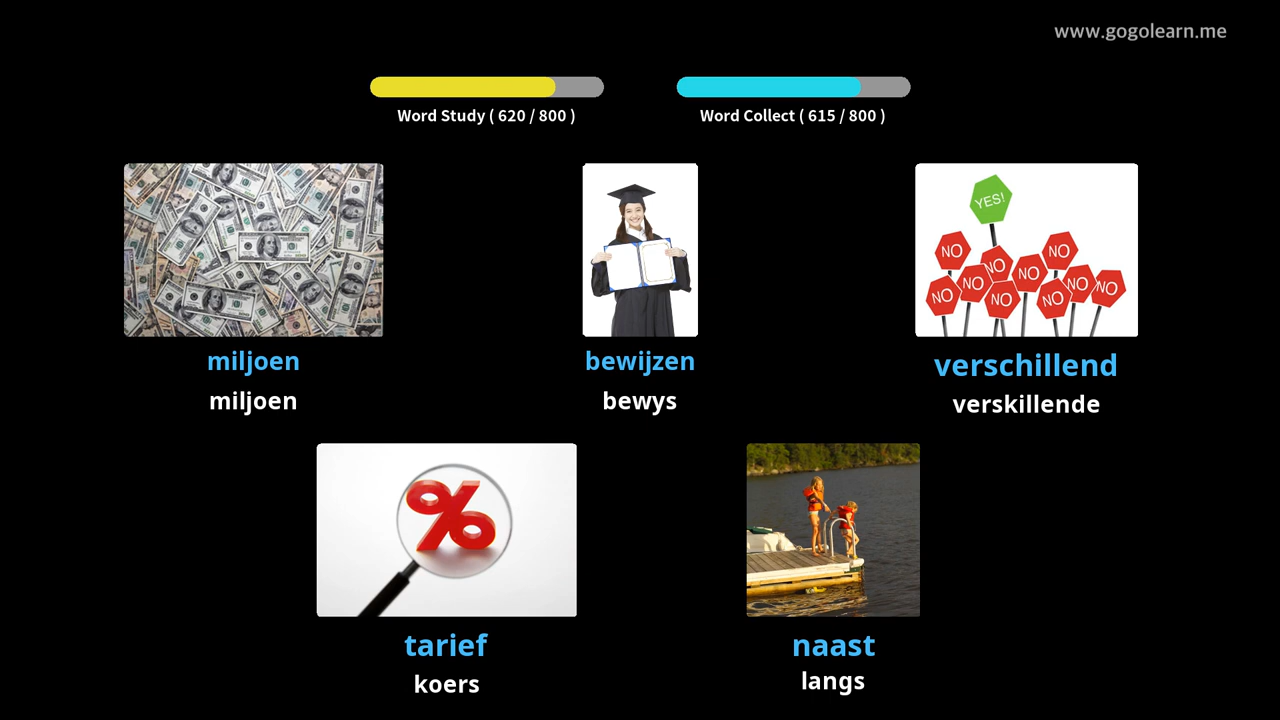 www.gogolearn.me
Word Study ( 620 / 800 )
Word Collect ( 615 / 800 )
YES!
NO
NO
NO
NO
NO
NO
NO
NO
NO
NO
miljoen
miljoen
bewijzen
bewys
verschillend
verskillende
%
tarief
koers
naast
langs